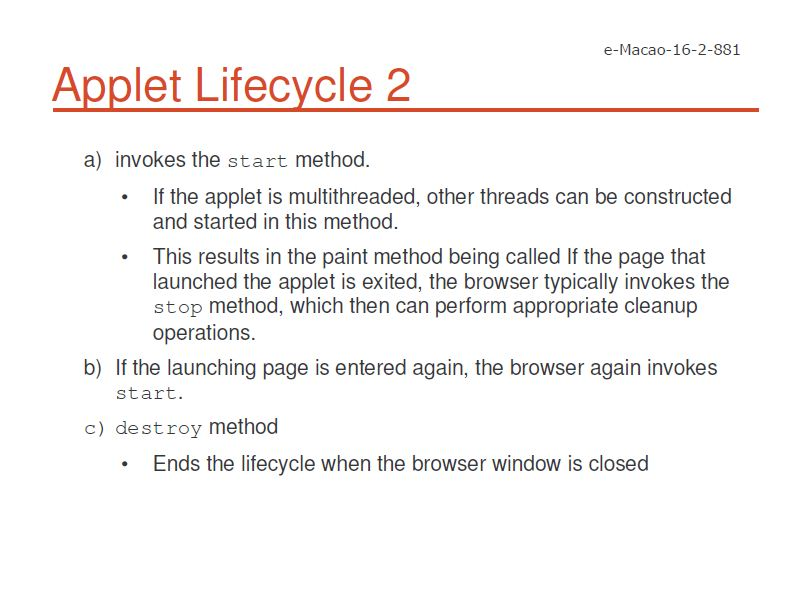 e-Macao-16-2-881
Applet Lifecycle 2
a) invokes the start method.
• If the applet is multithreaded, other threads can be constructed
and started in this method.
• This results in the paint method being called If the page that
launched the applet is exited, the browser typically invokes the
stop method, which then can perform appropriate cleanup
operations.
b) If the launching page is entered again, the browser again invokes
start.
c) destroy method
• Ends the lifecycle when the browser window is closed